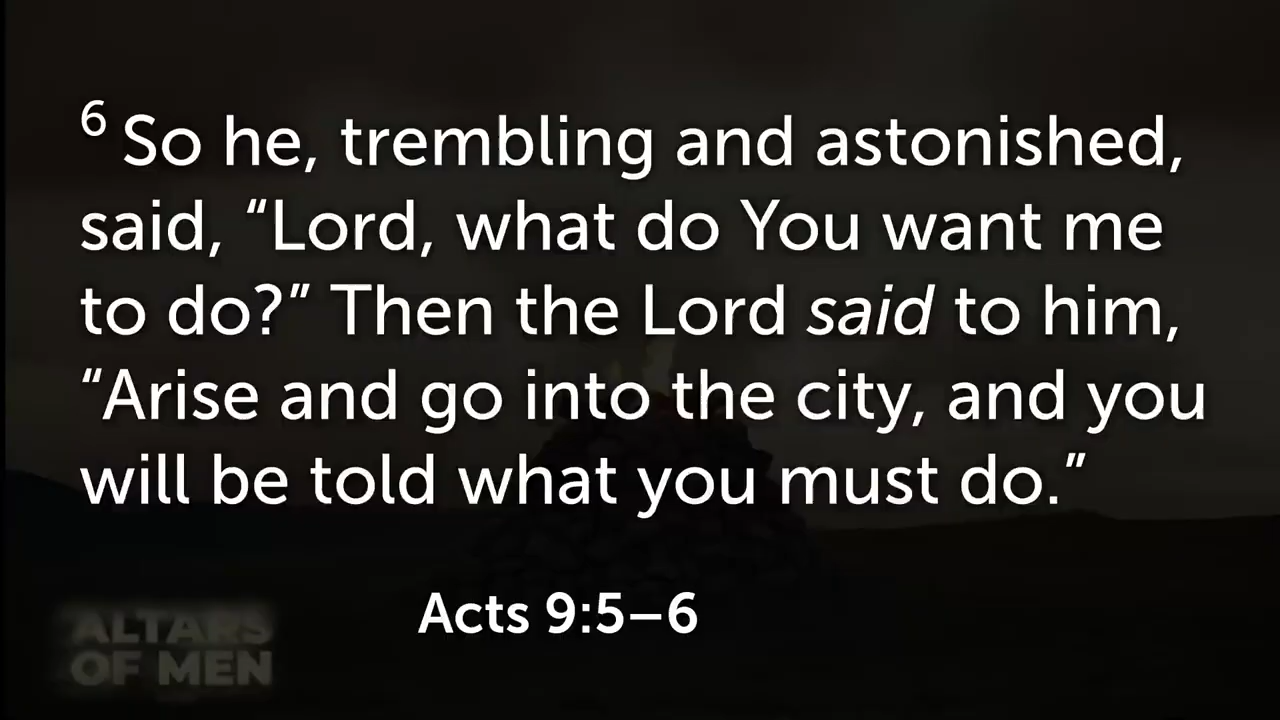 6 So he, trembling and astonished,
said, “Lord, what do You want me
to do?” Then the Lord said to him,
“Arise and go into the city, and you
will be told what you must do.”
Acts 9:5–6
ALTARS
OF MEN